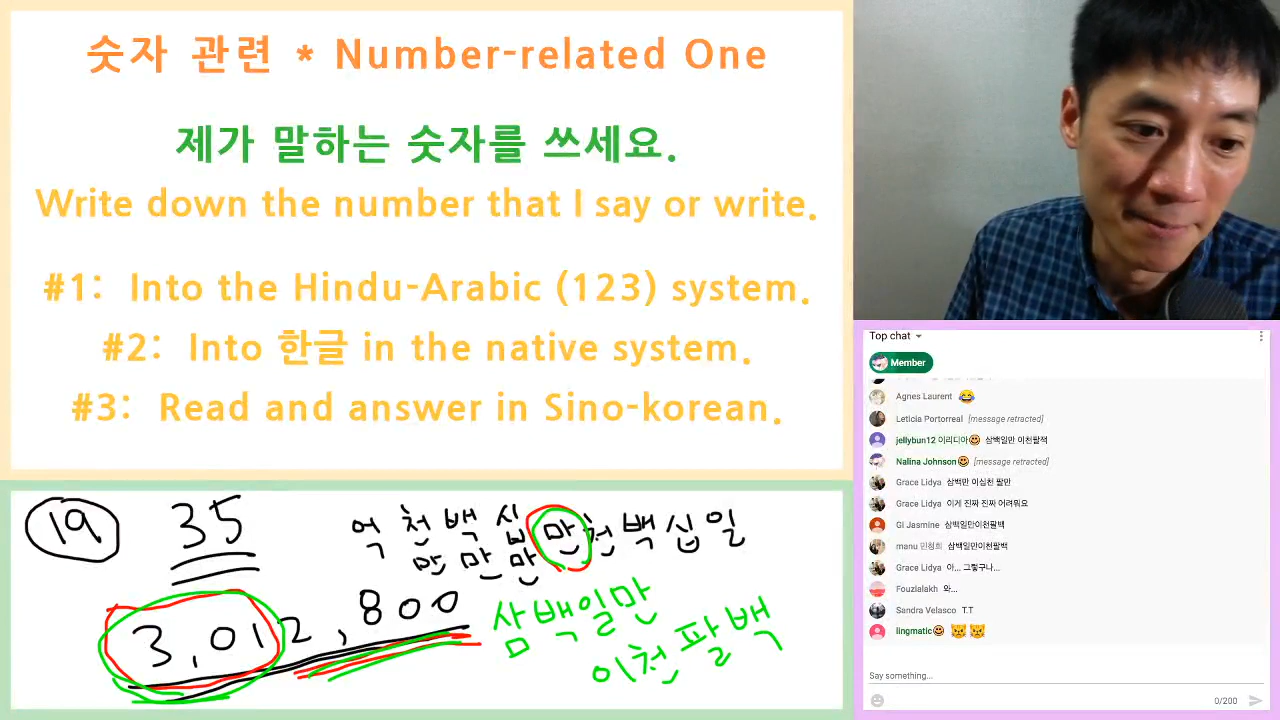 숫자 관련 * Number-related One
제가 말하는 숫자를 쓰세요.
Write down the number that I say or write.
#1: Into the Hindu-Arabic (123) system.
#2: Into 한글 in the native system.
#3: Read and answer in Sino-korean.
19
35
억 천 백 십 만 천 백 십 일
만 만 만
3,012,800
삼백일만
이천 팔백
Top chat
Member
Agnes Laurent
Leticia Portorreal [message retracted]
jellybun12 이리디아 삼백일만 이천팔책
Nalina Johnson [message retracted]
Grace Lidya 삼백만 이심천 팔만
Grace Lidya 이게 진짜 진짜 어려워요
GI Jasmine 삼백일만이천팔백
manu 민청희 삼백일만이천팔백
Grace Lidya 아... 그렇구나...
Fouzialakh 와...
Sandra Velasco T.T
lingmatic
Say something...
0/200